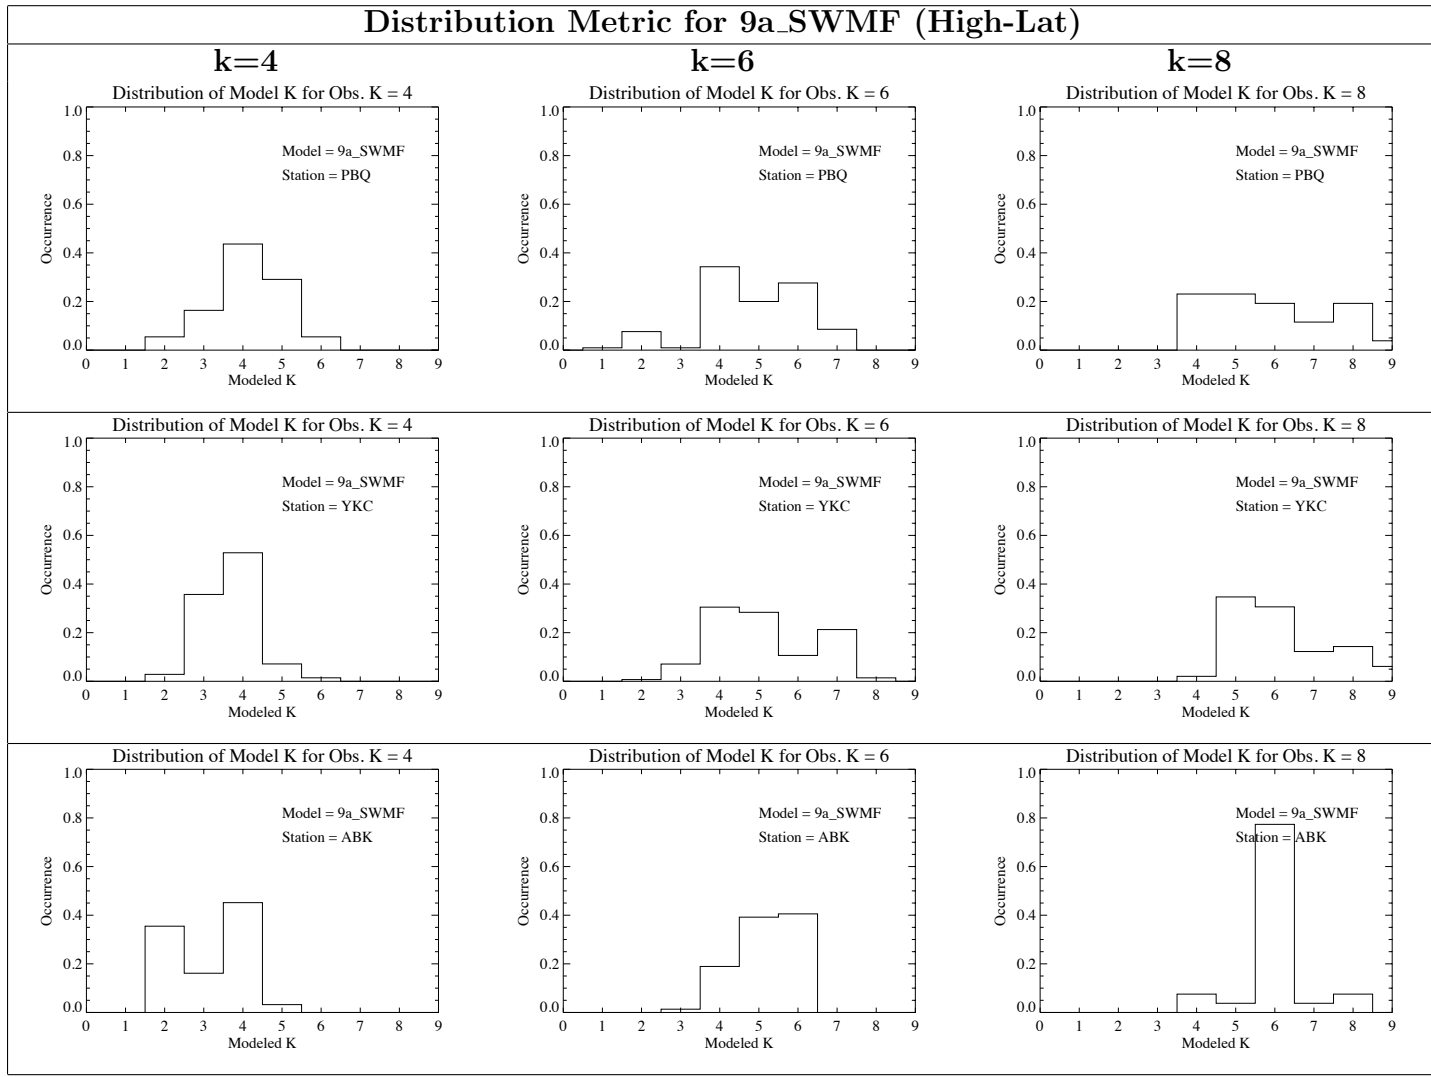 Distribution Metric for 9a_SWMF (High-Lat)
k=4
k=6
k=8
Distribution of Model K for Obs. K = 4
1.0
0.8
0.6
0.4
0.2
0.0
Occurrence
Model = 9a_SWMF
Station = PBQ
0 1 2 3 4 5 6 7 8 9
Modeled K
Distribution of Model K for Obs. K = 6
1.0
0.8
0.6
0.4
0.2
0.0
Occurrence
Model = 9a_SWMF
Station = PBQ
0 1 2 3 4 5 6 7 8 9
Modeled K
Distribution of Model K for Obs. K = 8
1.0
0.8
0.6
0.4
0.2
0.0
Occurrence
Model = 9a_SWMF
Station = PBQ
0 1 2 3 4 5 6 7 8 9
Modeled K
Distribution of Model K for Obs. K = 4
1.0
0.8
0.6
0.4
0.2
0.0
Occurrence
Model = 9a_SWMF
Station = YKC
0 1 2 3 4 5 6 7 8 9
Modeled K
Distribution of Model K for Obs. K = 6
1.0
0.8
0.6
0.4
0.2
0.0
Occurrence
Model = 9a_SWMF
Station = YKC
0 1 2 3 4 5 6 7 8 9
Modeled K
Distribution of Model K for Obs. K = 8
1.0
0.8
0.6
0.4
0.2
0.0
Occurrence
Model = 9a_SWMF
Station = YKC
0 1 2 3 4 5 6 7 8 9
Modeled K
Distribution of Model K for Obs. K = 4
1.0
0.8
0.6
0.4
0.2
0.0
Occurrence
Model = 9a_SWMF
Station = ABK
0 1 2 3 4 5 6 7 8 9
Modeled K
Distribution of Model K for Obs. K = 6
1.0
0.8
0.6
0.4
0.2
0.0
Occurrence
Model = 9a_SWMF
Station = ABK
0 1 2 3 4 5 6 7 8 9
Modeled K
Distribution of Model K for Obs. K = 8
1.0
0.8
0.6
0.4
0.2
0.0
Occurrence
Model = 9a_SWMF
Station = ABK
0 1 2 3 4 5 6 7 8 9
Modeled K